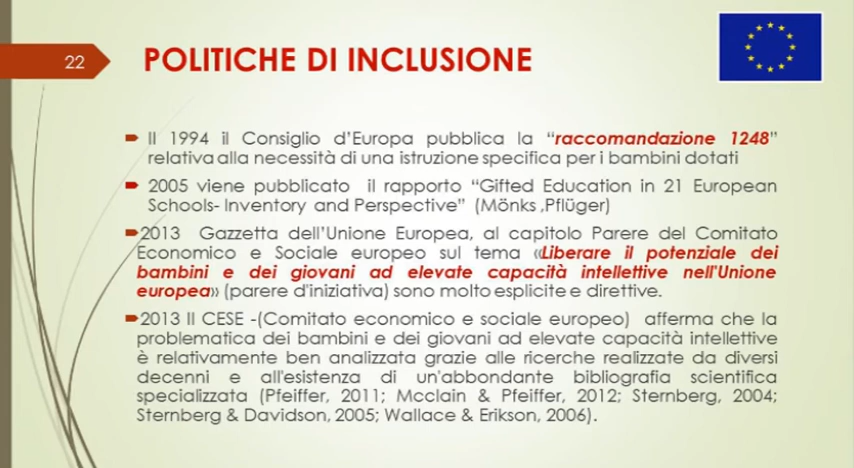 22
POLITICHE DI INCLUSIONE
Il 1994 il Consiglio d'Europa pubblica la “raccomandazione 1248”
relativa alla necessità di una istruzione specifica per i bambini dotati
2005 viene pubblicato il rapporto “Gifted Education in 21 European
Schools- Inventory and Perspective” (Mönks ,Pflüger)
2013 Gazzetta dell'Unione Europea, al capitolo Parere del Comitato
Economico e Sociale europeo sul tema «Liberare il potenziale dei
bambini e dei giovani ad elevate capacità intellettive nell'Unione
europea» (parere d'iniziativa) sono molto esplicite e direttive.
2013 Il CESE -(Comitato economico e sociale europeo) afferma che la
problematica dei bambini e dei giovani ad elevate capacità intellettive
è relativamente ben analizzata grazie alle ricerche realizzate da diversi
decenni e all'esistenza di un'abbondante bibliografia scientifica
specializzata (Pfeiffer, 2011; Mcclain & Pfeiffer, 2012; Sternberg, 2004;
Sternberg & Davidson, 2005; Wallace & Erikson, 2006).